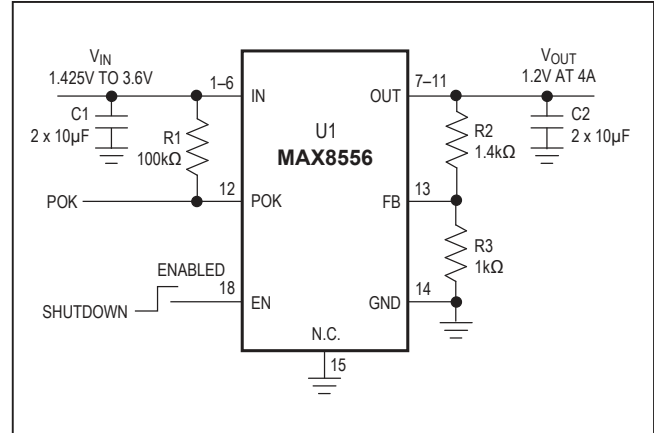 VIN
1.425V TO 3.6V
1–6
IN
C1
2 x 10µF
R1
100kΩ
POK
12
POK
ENABLED
SHUTDOWN
18
EN
U1
MAX8556
N.C.
15
7–11
OUT
VOUT
1.2V AT 4A
C2
2 x 10µF
R2
1.4kΩ
13
FB
R3
1kΩ
14
GND